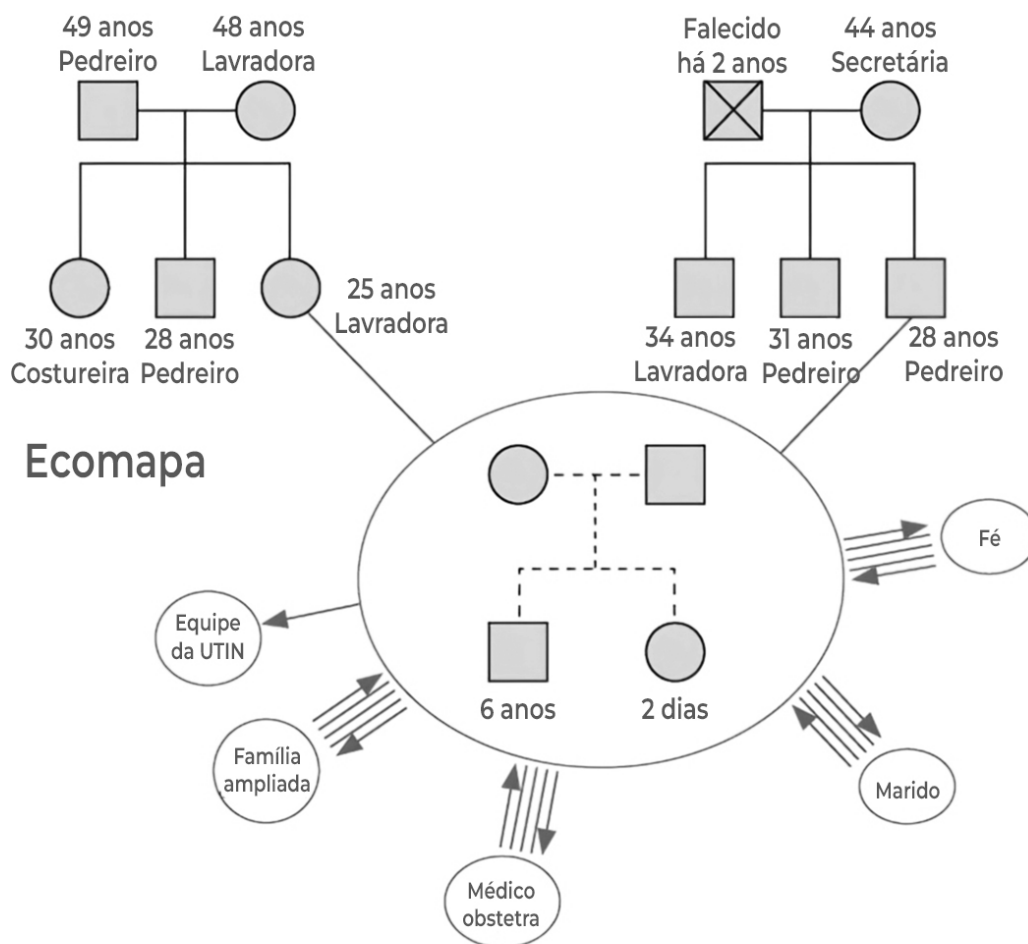 49 anos
Pedreiro
48 anos
Lavradora
Falecido
há 2 anos
44 anos
Secretária
30 anos
Costureira
28 anos
Pedreiro
25 anos
Lavradora
34 anos
Lavradora
31 anos
Pedreiro
28 anos
Pedreiro
Ecomapa
Fé
Equipe
da UTIN
6 anos
2 dias
Família
ampliada
Marido
Médico
obstetra